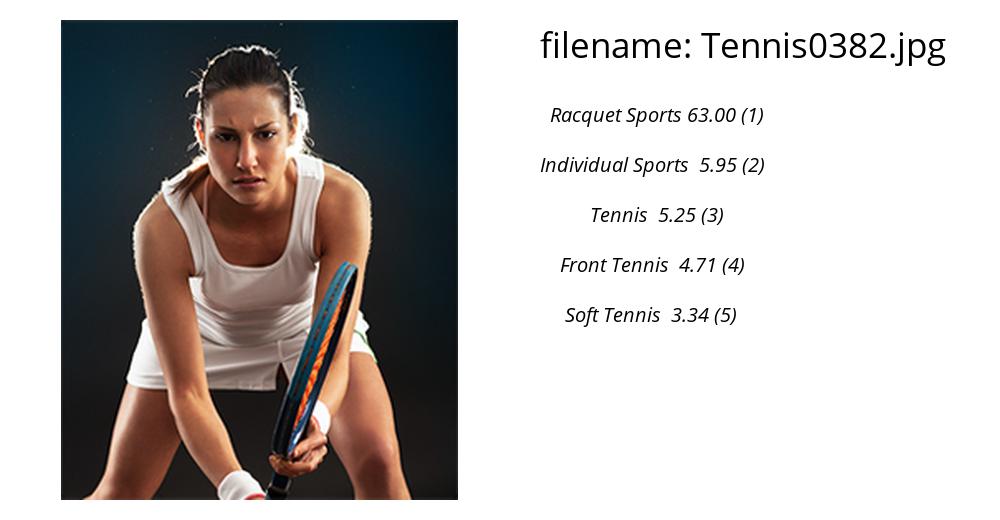 filename: Tennis0382.jpg
Racquet Sports 63.00 (1)
Individual Sports 5.95 (2)
Tennis 5.25 (3)
Front Tennis 4.71 (4)
Soft Tennis 3.34 (5)